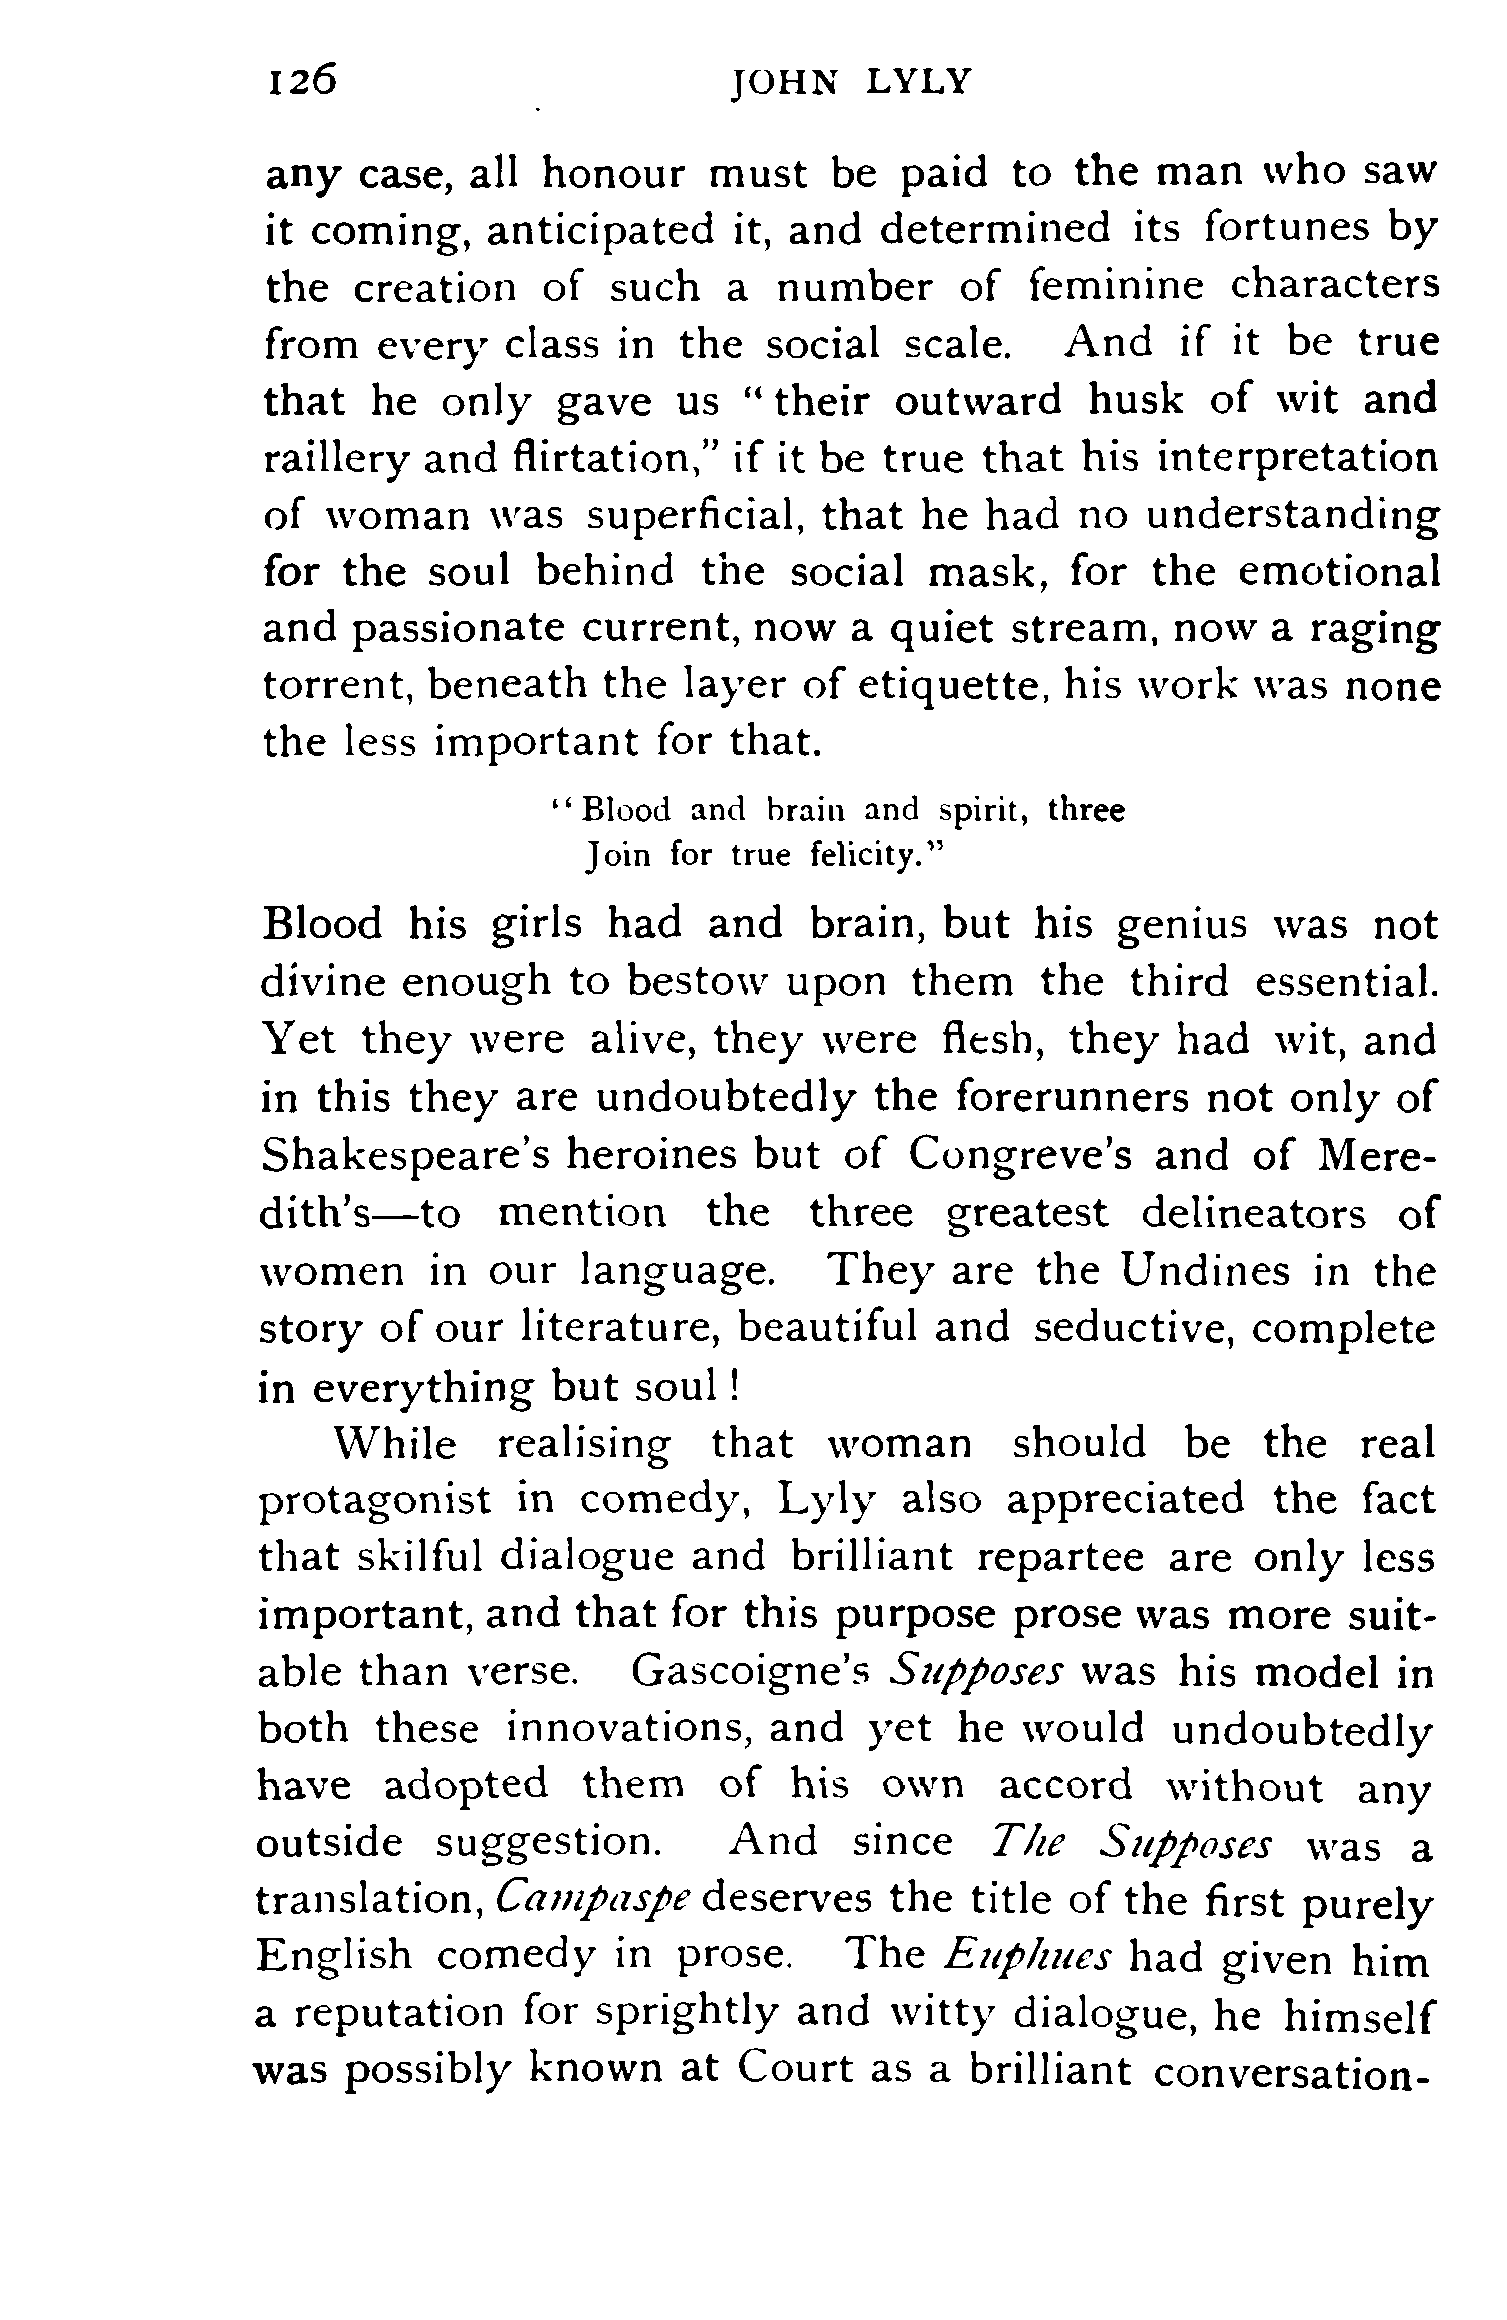 126 JOHN LYLY
any case, all honour must be paid to the man who saw
it coming, anticipated it, and determined its fortunes by
the creation of such a number of feminine characters
from every class in the social scale. And if it be true
that he only gave us "their outward husk of wit and
raillery and flirtation," if it be true that his interpretation
of woman was superficial, that he had no understanding
for the soul behind the social mask, for the emotional
and passionate current, now a quiet stream, now a raging
torrent, beneath the layer of etiquette, his work was none
the less important for that.
"Blood and brain and spirit, three
Join for true felicity."
Blood his girls had and brain, but his genius was not
divine enough to bestow upon them the third essential.
Yet they were alive, they were flesh, they had wit, and
in this they are undoubtedly the forerunners not only of
Shakespeare's heroines but of Congreve's and of Mere-
dith's—to mention the three greatest delineators of
women in our language. They are the Undines in the
story of our literature, beautiful and seductive, complete
in everything but soul!
While realising that woman should be the real
protagonist in comedy, Lyly also appreciated the fact
that skilful dialogue and brilliant repartee are only less
important, and that for this purpose prose was more suit-
able than verse. Gascoigne's Supposes was his model in
both these innovations, and yet he would undoubtedly
have adopted them of his own accord without any
outside suggestion. And since The Supposes was a
translation, Campaspe deserves the title of the first purely
English comedy in prose. The Euphues had given him
a reputation for sprightly and witty dialogue, he himself
was possibly known at Court as a brilliant conversation-